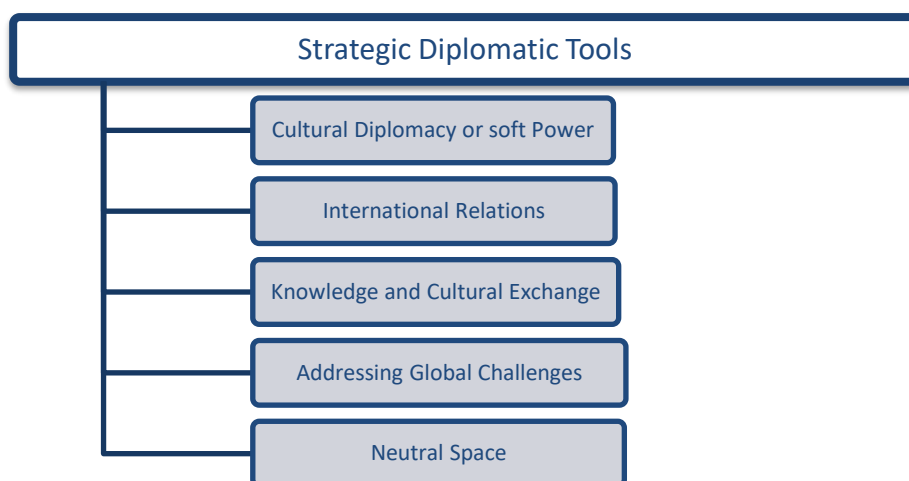 Strategic Diplomatic Tools
Cultural Diplomacy or soft Power
International Relations
Knowledge and Cultural Exchange
Addressing Global Challenges
Neutral Space